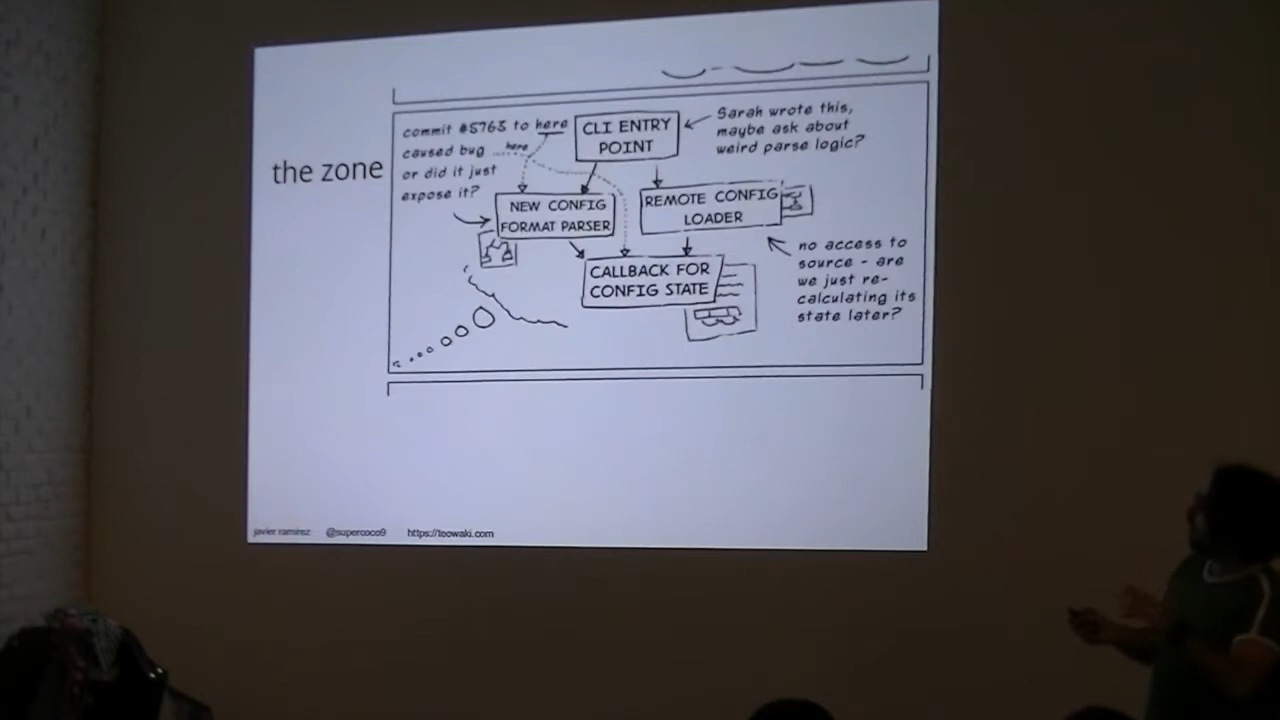 the zone
commit #5763 to here
caused bug here
or did it just
expose it?
CLI ENTRY
POINT
Sarah wrote this,
maybe ask about
weird parse logic?
NEW CONFIG
FORMAT PARSER
REMOTE CONFIG
LOADER
CALLBACK FOR
CONFIG STATE
no access to
source - are
we just re-
calculating its
state later?
javier ramirez @supercoco9 https://teowaki.com